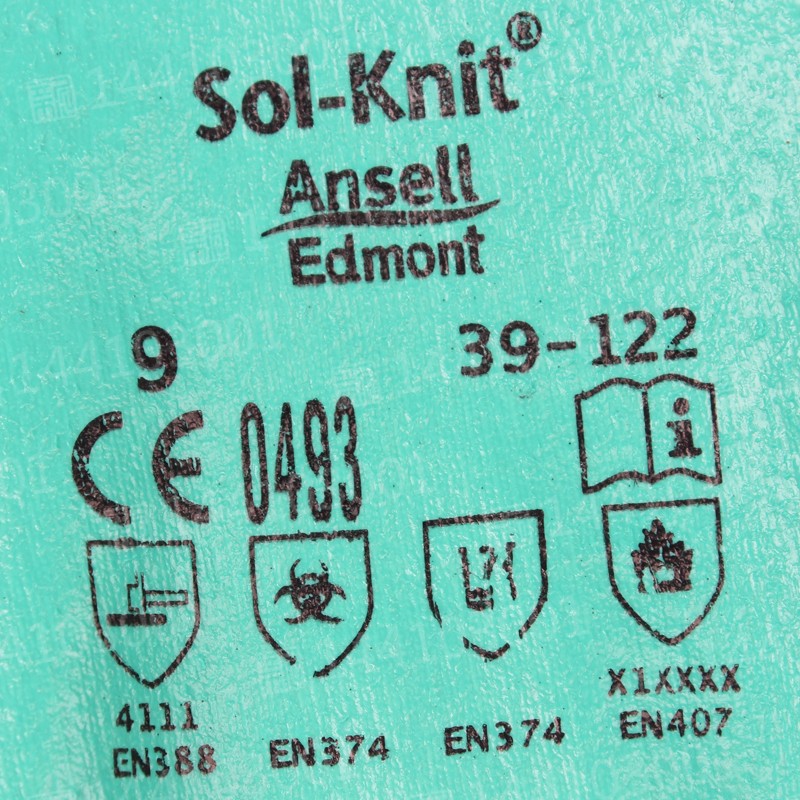 Sol-Knit®
Ansell
Edmont
9 39-122
CE 0493
i
4111
EN388
EN374
EN374
X1XXXX
EN407